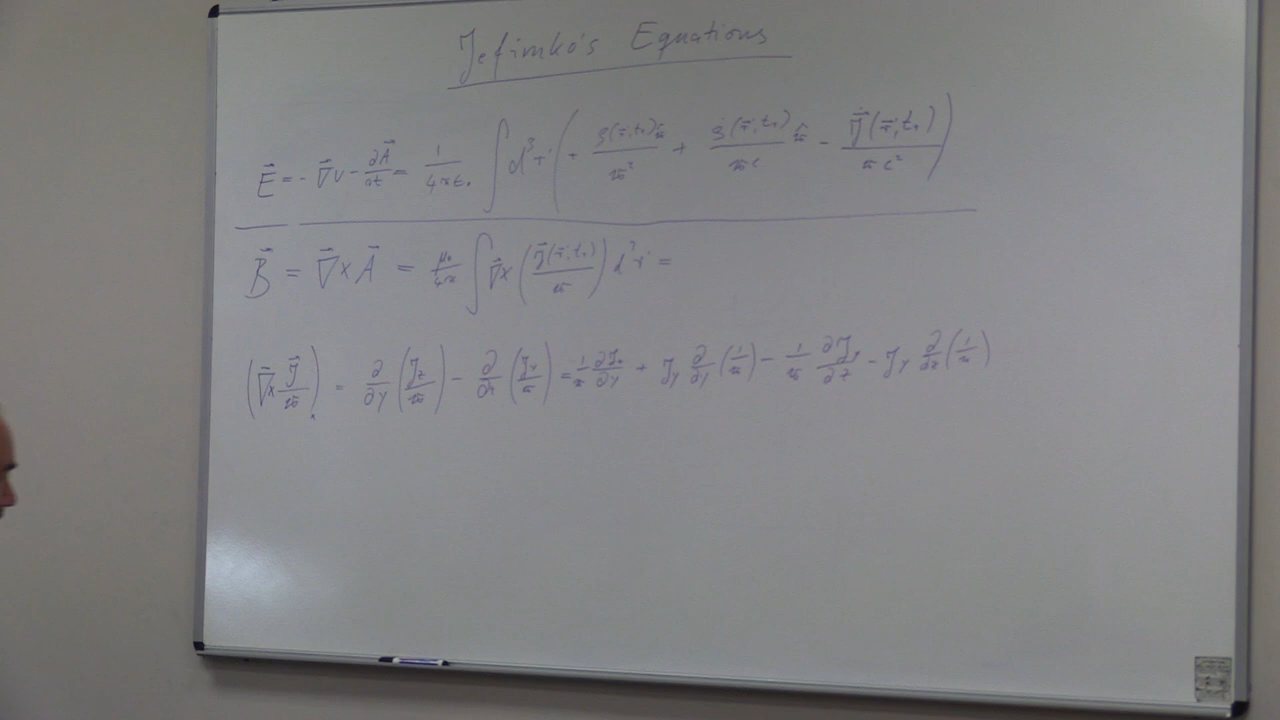 Jefimko's Equations
E⃗ = - ∇⃗V - ∂A⃗/∂t = 1/4πε₀ ∫ d³r' ( + ρ(r⃗',tᵣ)𝓇̂/𝓇² + ρ̇(r⃗',tᵣ)/𝓇c 𝓇̂ - J⃗̇(r⃗',tᵣ)/𝓇c² )
B⃗ = ∇⃗ × A⃗ = μ₀/4π ∫ ∇⃗× ( J⃗(r⃗',tᵣ)/𝓇 ) d³r' =
(∇⃗× J⃗/𝓇)ₓ = ∂/∂y (J_z/𝓇) - ∂/∂z (J_y/𝓇) = 1/𝓇 ∂J_z/∂y + J_y ∂/∂y (1/𝓇) - 1/𝓇 ∂J_y/∂z - J_y ∂/∂z (1/𝓇)